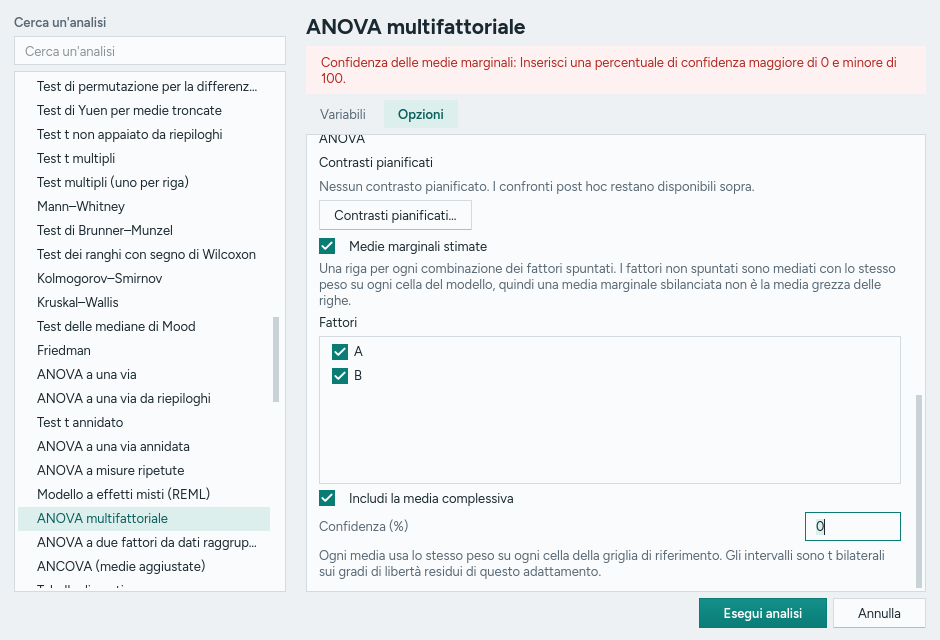 Cerca un'analisi
Cerca un'analisi
Test di permutazione per la differenz...
Test di Yuen per medie troncate
Test t non appaiato da riepiloghi
Test t multipli
Test multipli (uno per riga)
Mann–Whitney
Test di Brunner–Munzel
Test dei ranghi con segno di Wilcoxon
Kolmogorov–Smirnov
Kruskal–Wallis
Test delle mediane di Mood
Friedman
ANOVA a una via
ANOVA a una via da riepiloghi
Test t annidato
ANOVA a una via annidata
ANOVA a misure ripetute
Modello a effetti misti (REML)
ANOVA multifattoriale
ANOVA a due fattori da dati raggrup...
ANCOVA (medie aggiustate)
ANOVA multifattoriale
Confidenza delle medie marginali: Inserisci una percentuale di confidenza maggiore di 0 e minore di
100.
Variabili
Opzioni
ANOVA
Contrasti pianificati
Nessun contrasto pianificato. I confronti post hoc restano disponibili sopra.
Contrasti pianificati...
Medie marginali stimate
Una riga per ogni combinazione dei fattori spuntati. I fattori non spuntati sono mediati con lo stesso
peso su ogni cella del modello, quindi una media marginale sbilanciata non è la media grezza delle
righe.
Fattori
A
B
Includi la media complessiva
Confidenza (%)
0
Ogni media usa lo stesso peso su ogni cella della griglia di riferimento. Gli intervalli sono t bilaterali
sui gradi di libertà residui di questo adattamento.
Esegui analisi
Annulla